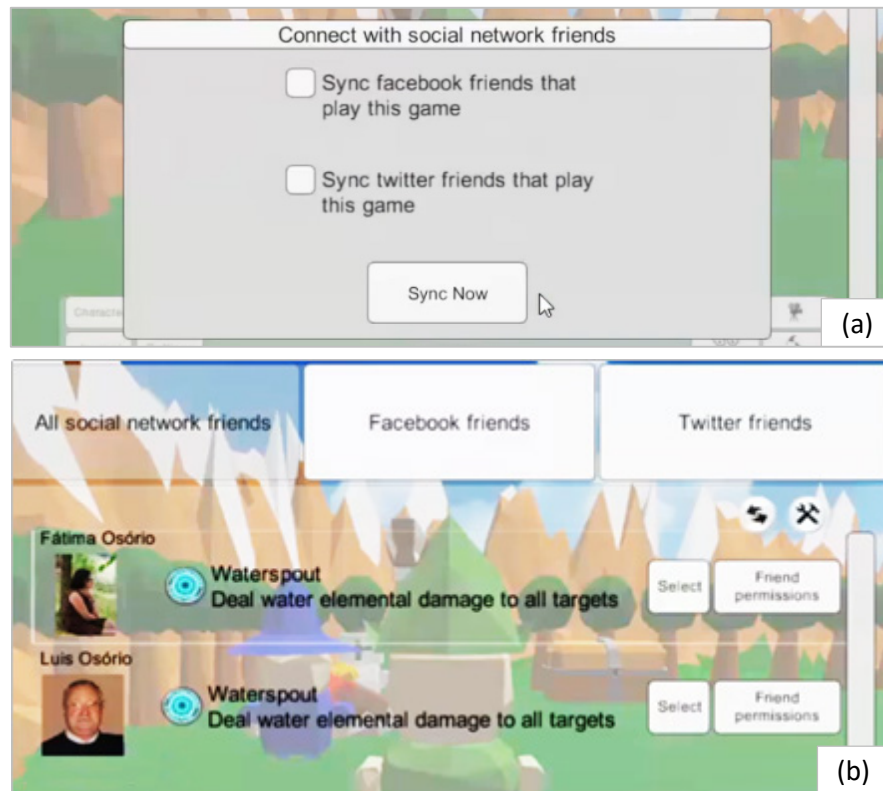 Connect with social network friends
Sync facebook friends that
play this game
Sync twitter friends that play
this game
Sync Now
(a)
All social network friends
Facebook friends
Twitter friends
Fátima Osório
Waterspout
Deal water elemental damage to all targets
Select
Friend
permissions
Luis Osório
Waterspout
Deal water elemental damage to all targets
Select
Friend
permissions
(b)